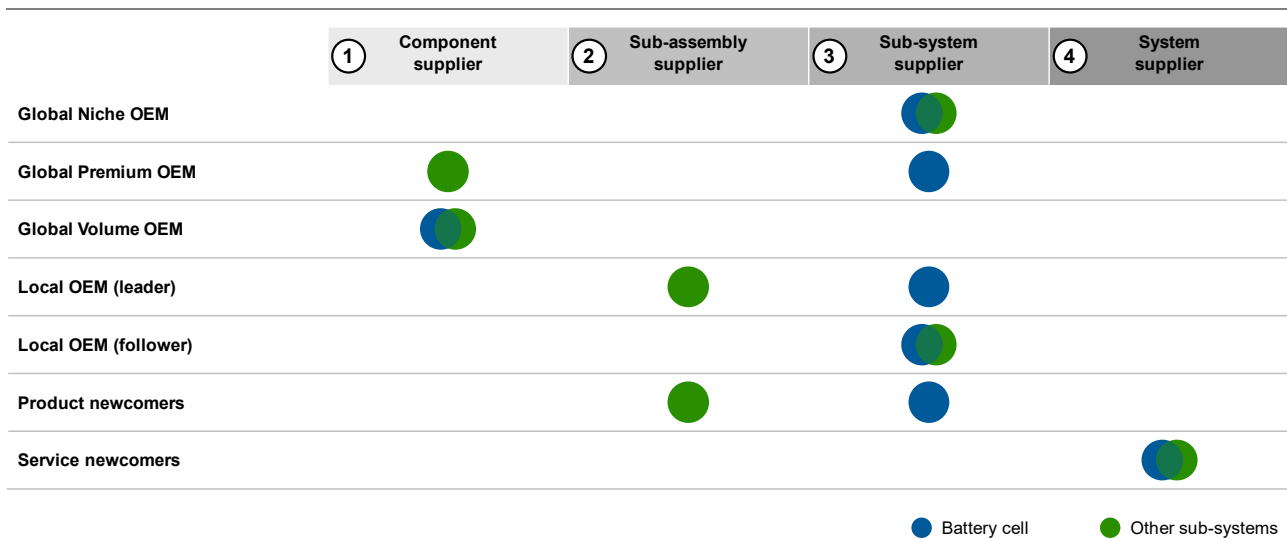 1
Component
supplier
2
Sub-assembly
supplier
3
Sub-system
supplier
4
System
supplier
Global Niche OEM
Global Premium OEM
Global Volume OEM
Local OEM (leader)
Local OEM (follower)
Product newcomers
Service newcomers
Battery cell
Other sub-systems